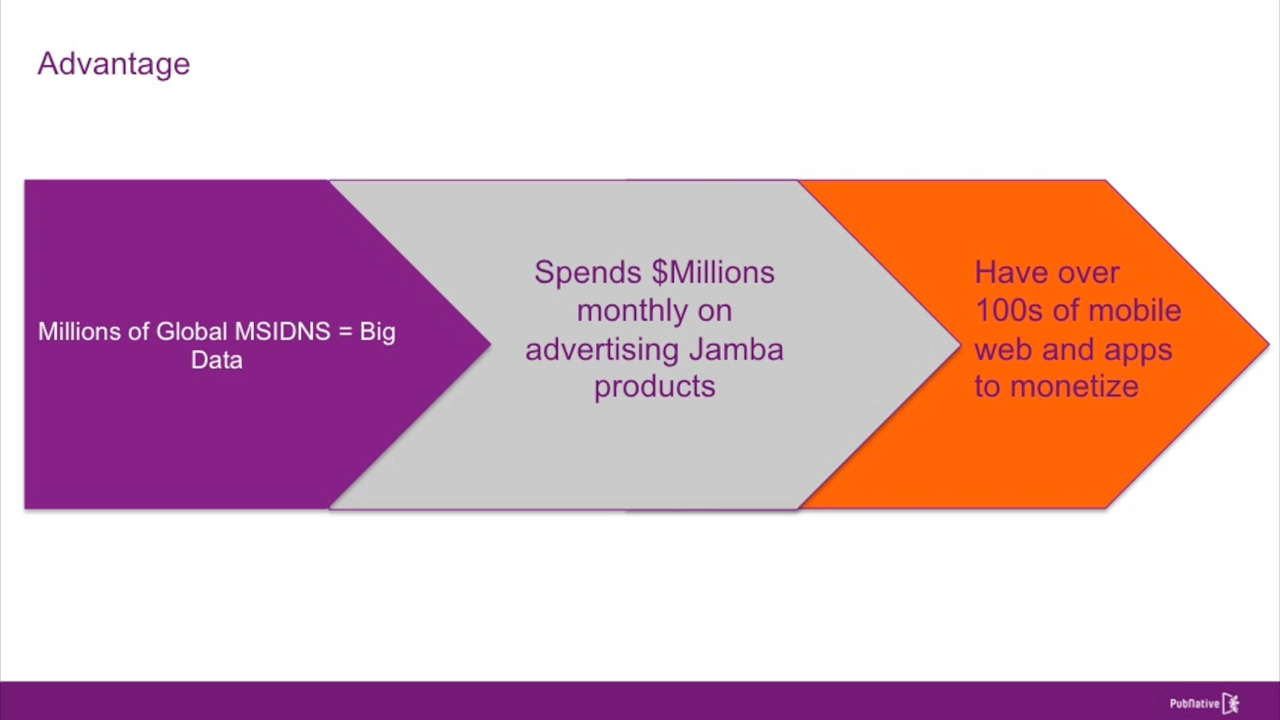 Advantage
Millions of Global MSIDNS = Big
Data
Spends $Millions
monthly on
advertising Jamba
products
Have over
100s of mobile
web and apps
to monetize
PubNative